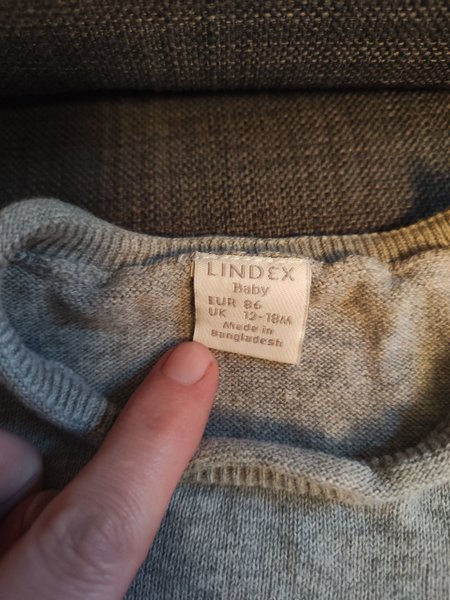 LINDEX
Baby
EUR 86
UK 12-18M
Made in
Bangladesh